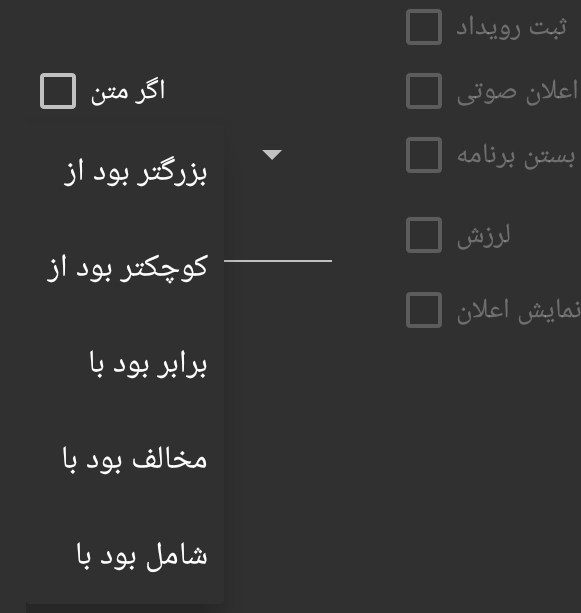 ثبت رویداد
اعلان صوتی
بستن برنامه
لرزش
نمایش اعلان
اگر متن
بزرگتر بود از
کوچکتر بود از
برابر بود با
مخالف بود با
شامل بود با